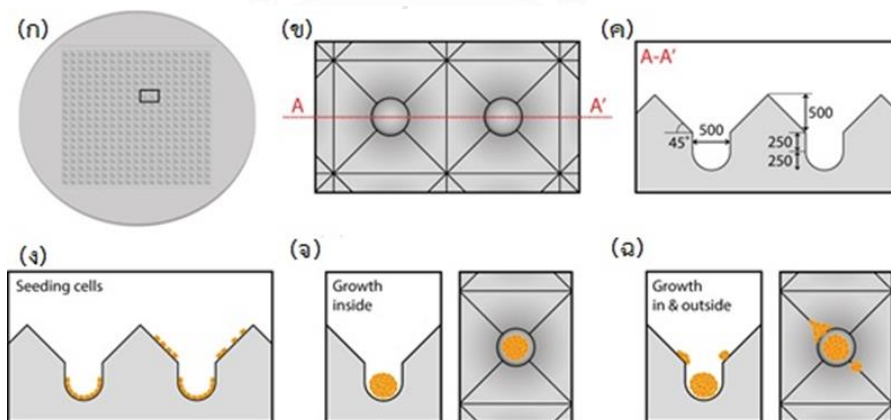 (ก)
(ข)
A
A'
(ค)
A-A'
500
45°
500
250
250
(ง)
Seeding cells
(จ)
Growth
inside
(ฉ)
Growth
in & outside